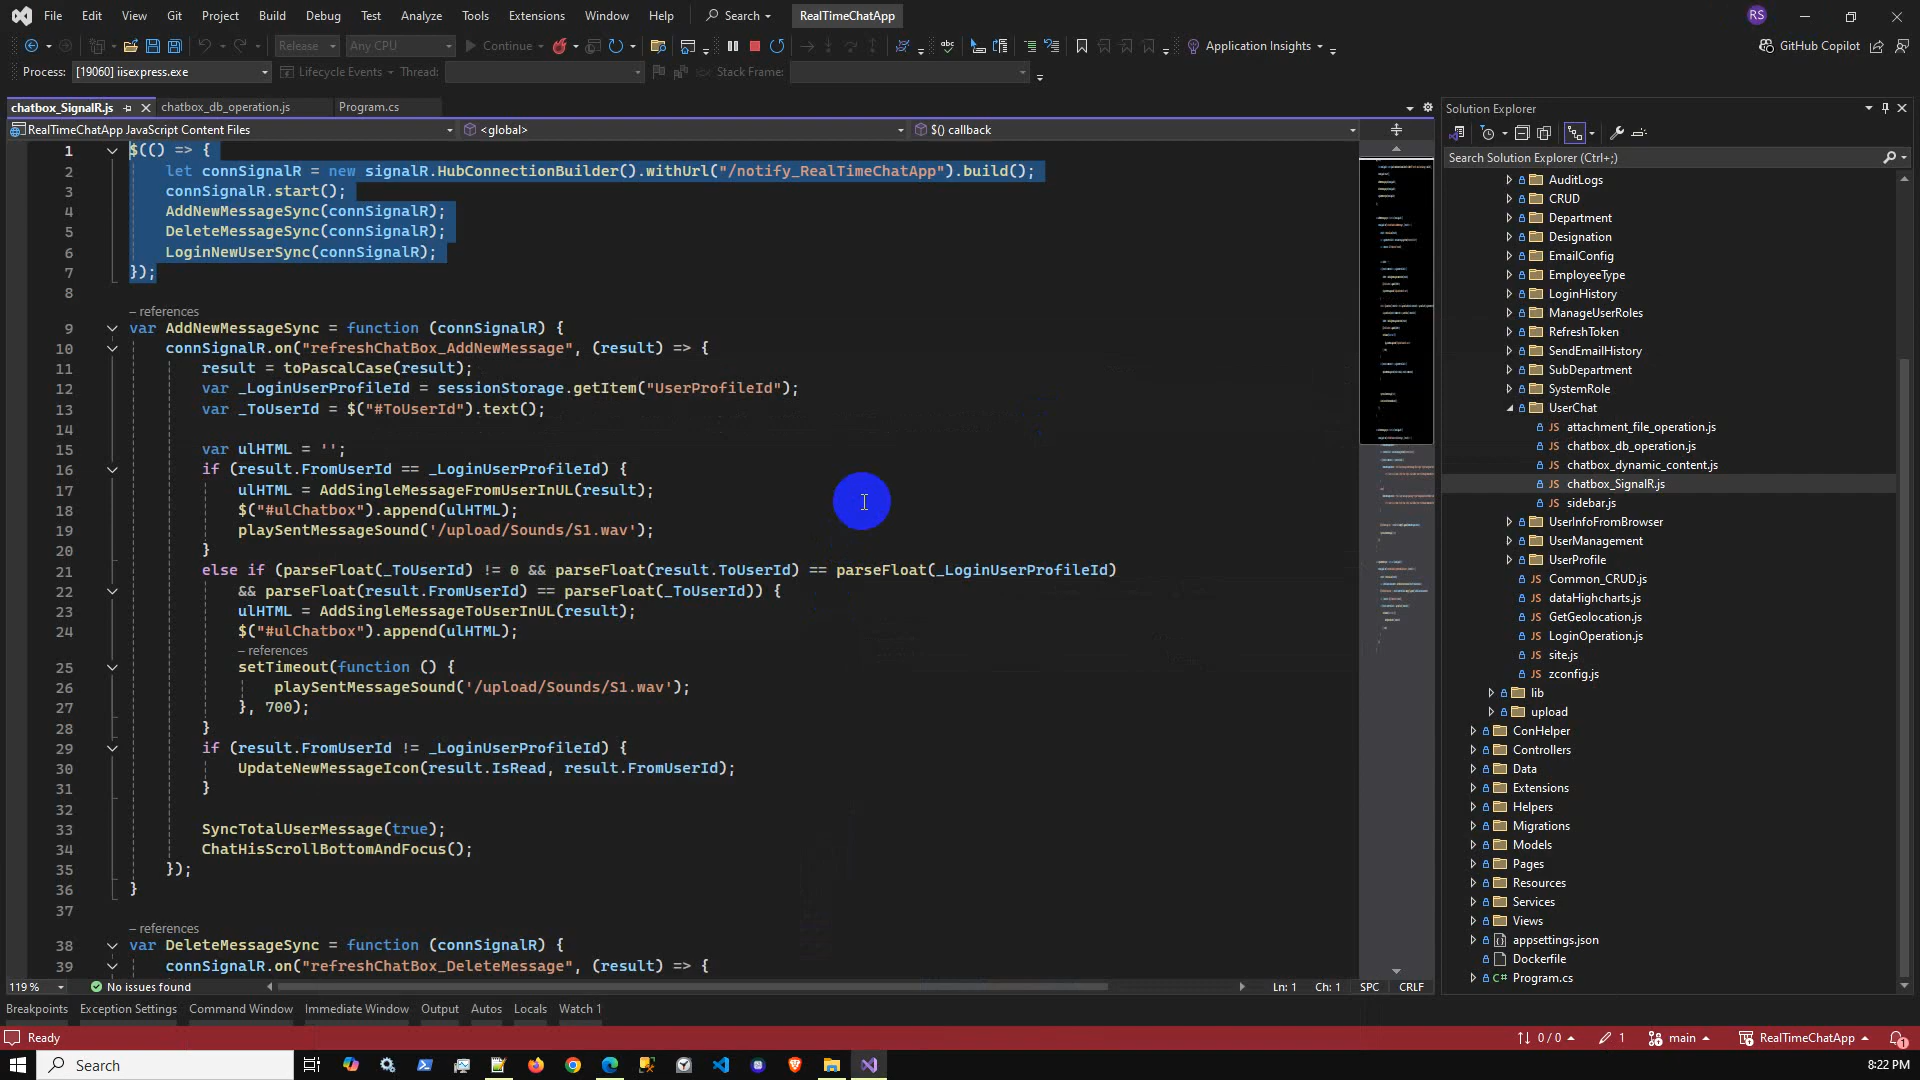 File Edit View Git Project Build Debug Test Analyze Tools Extensions Window Help Search RealTimeChatApp RS
Release Any CPU Continue Application Insights GitHub Copilot
Process: [19060] iisexpress.exe Lifecycle Events Thread: Stack Frame:
chatbox_SignalR.js chatbox_db_operation.js Program.cs
RealTimeChatApp JavaScript Content Files <global> $() callback
1 $(() => {
2 let connSignalR = new signalR.HubConnectionBuilder().withUrl("/notify_RealTimeChatApp").build();
3 connSignalR.start();
4 AddNewMessageSync(connSignalR);
5 DeleteMessageSync(connSignalR);
6 LoginNewUserSync(connSignalR);
7 });
8
– references
9 var AddNewMessageSync = function (connSignalR) {
10 connSignalR.on("refreshChatBox_AddNewMessage", (result) => {
11 result = toPascalCase(result);
12 var _LoginUserProfileId = sessionStorage.getItem("UserProfileId");
13 var _ToUserId = $("#ToUserId").text();
14
15 var ulHTML = '';
16 if (result.FromUserId == _LoginUserProfileId) {
17 ulHTML = AddSingleMessageFromUserInUL(result);
18 $("#ulChatbox").append(ulHTML);
19 playSentMessageSound('/upload/Sounds/S1.wav');
20 }
21 else if (parseFloat(_ToUserId) != 0 && parseFloat(result.ToUserId) == parseFloat(_LoginUserProfileId)
22 && parseFloat(result.FromUserId) == parseFloat(_ToUserId)) {
23 ulHTML = AddSingleMessageToUserInUL(result);
24 $("#ulChatbox").append(ulHTML);
– references
25 setTimeout(function () {
26 playSentMessageSound('/upload/Sounds/S1.wav');
27 }, 700);
28 }
29 if (result.FromUserId != _LoginUserProfileId) {
30 UpdateNewMessageIcon(result.IsRead, result.FromUserId);
31 }
32
33 SyncTotalUserMessage(true);
34 ChatHisScrollBottomAndFocus();
35 });
36 }
37
– references
38 var DeleteMessageSync = function (connSignalR) {
39 connSignalR.on("refreshChatBox_DeleteMessage", (result) => {
119 % No issues found Ln: 1 Ch: 1 SPC CRLF
Solution Explorer
Search Solution Explorer (Ctrl+;)
AuditLogs
CRUD
Department
Designation
EmailConfig
EmployeeType
LoginHistory
ManageUserRoles
RefreshToken
SendEmailHistory
SubDepartment
SystemRole
UserChat
JS attachment_file_operation.js
JS chatbox_db_operation.js
JS chatbox_dynamic_content.js
JS chatbox_SignalR.js
JS sidebar.js
UserInfoFromBrowser
UserManagement
UserProfile
JS Common_CRUD.js
JS dataHighcharts.js
JS GetGeolocation.js
JS LoginOperation.js
JS site.js
JS zconfig.js
lib
upload
ConHelper
Controllers
Data
Extensions
Helpers
Migrations
Models
Pages
Resources
Services
Views
appsettings.json
Dockerfile
C# Program.cs
Breakpoints Exception Settings Command Window Immediate Window Output Autos Locals Watch 1
Ready 0 / 0 1 main RealTimeChatApp 1
Search 8:22 PM